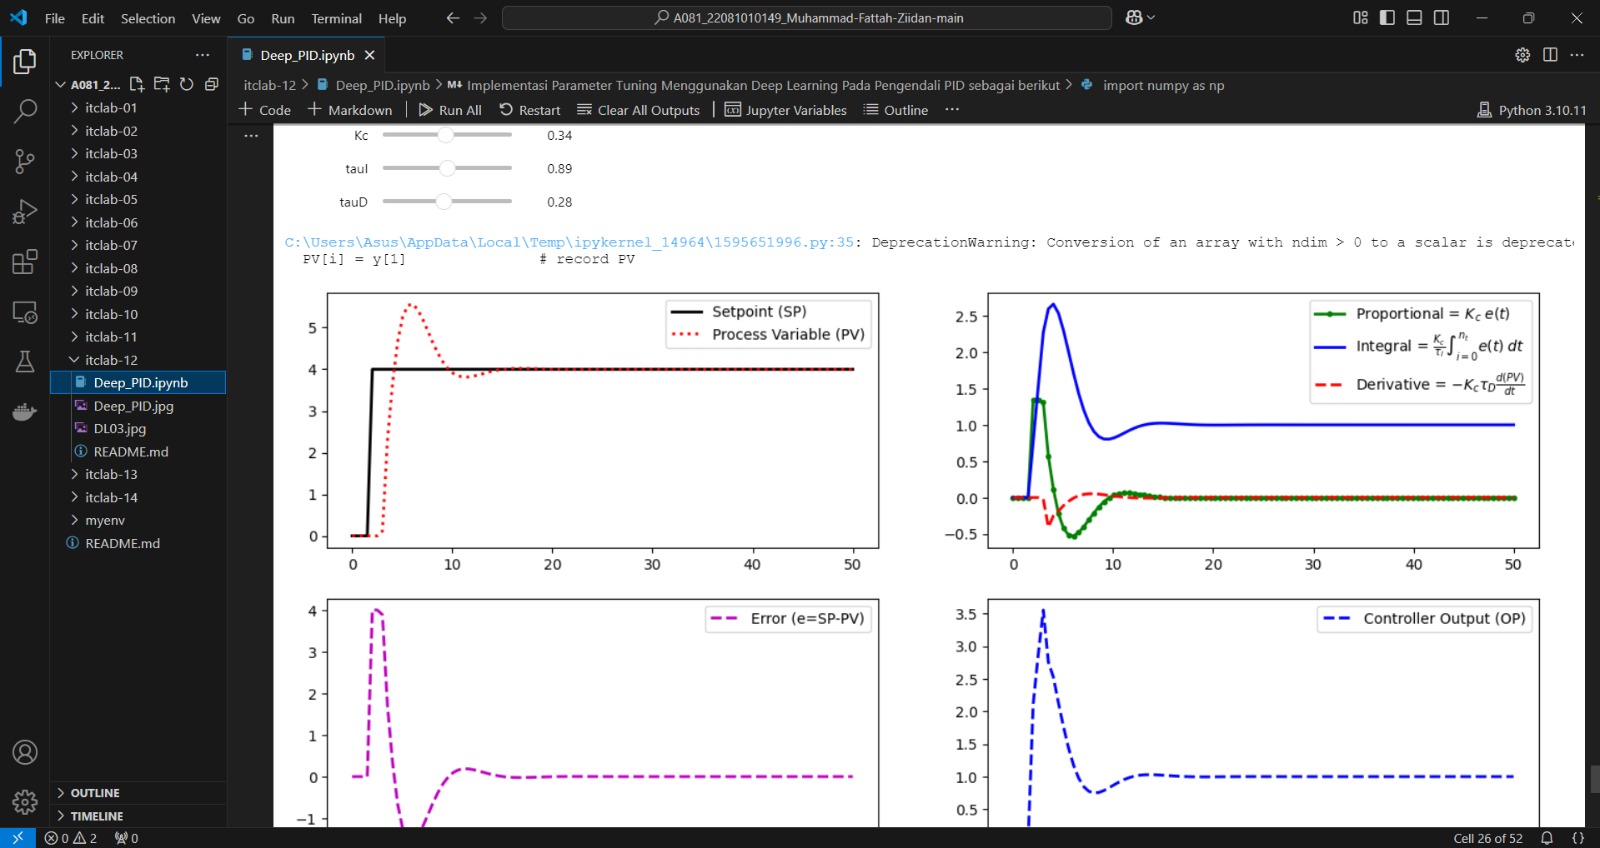 File Edit Selection View Go Run Terminal Help
A081_22081010149_Muhammad-Fattah-Ziidan-main
EXPLORER
Deep_PID.ipynb
A081_2...
itclab-12 > Deep_PID.ipynb > M↓ Implementasi Parameter Tuning Menggunakan Deep Learning Pada Pengendali PID sebagai berikut > import numpy as np
+ Code + Markdown Run All Restart Clear All Outputs Jupyter Variables Outline ... Python 3.10.11
itclab-01
itclab-02
itclab-03
itclab-04
itclab-05
itclab-06
itclab-07
itclab-08
itclab-09
itclab-10
itclab-11
itclab-12
Deep_PID.ipynb
Deep_PID.jpg
DL03.jpg
README.md
itclab-13
itclab-14
myenv
README.md
OUTLINE
TIMELINE
Kc 0.34
tauI 0.89
tauD 0.28
C:\Users\Asus\AppData\Local\Temp\ipykernel_14964\1595651996.py:35: DeprecationWarning: Conversion of an array with ndim > 0 to a scalar is deprecate
PV[i] = y[1] # record PV
Setpoint (SP)
Process Variable (PV)
5
4
3
2
1
0
0 10 20 30 40 50
Proportional = K_c e(t)
Integral = K_c/τ_i ∫_{i=0}^{n_t} e(t) dt
Derivative = −K_c τ_D d(PV)/dt
2.5
2.0
1.5
1.0
0.5
0.0
−0.5
0 10 20 30 40 50
Error (e=SP-PV)
4
3
2
1
0
−1
Controller Output (OP)
3.5
3.0
2.5
2.0
1.5
1.0
0.5
0 2 0
Cell 26 of 52